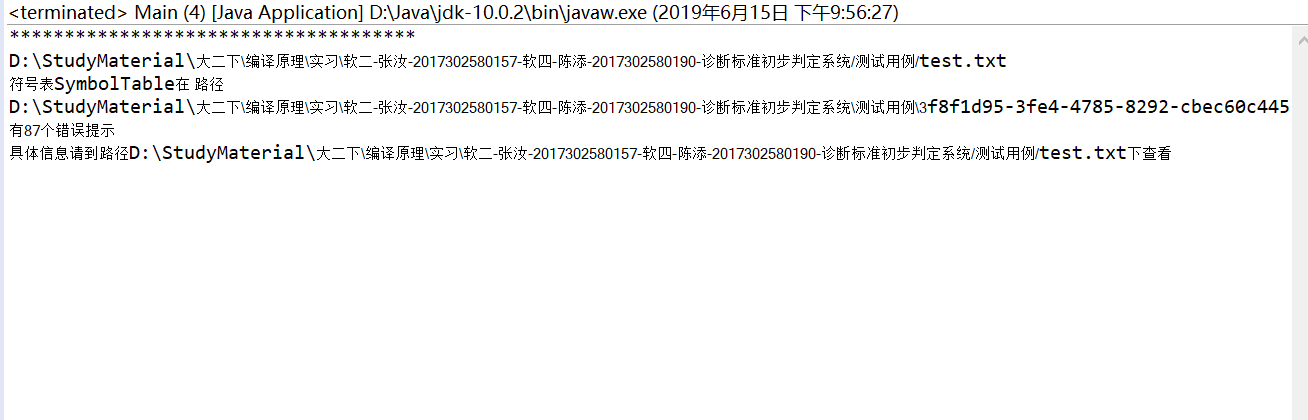 <terminated> Main (4) [Java Application] D:\Java\jdk-10.0.2\bin\javaw.exe (2019年6月15日 下午9:56:27)
*************************************
D:\StudyMaterial\大二下\编译原理\实习\软二-张汝-2017302580157-软四-陈添-2017302580190-诊断标准初步判定系统/测试用例/test.txt
符号表SymbolTable在 路径
D:\StudyMaterial\大二下\编译原理\实习\软二-张汝-2017302580157-软四-陈添-2017302580190-诊断标准初步判定系统\测试用例\3f8f1d95-3fe4-4785-8292-cbec60c445
有87个错误提示
具体信息请到路径D:\StudyMaterial\大二下\编译原理\实习\软二-张汝-2017302580157-软四-陈添-2017302580190-诊断标准初步判定系统/测试用例/test.txt下查看